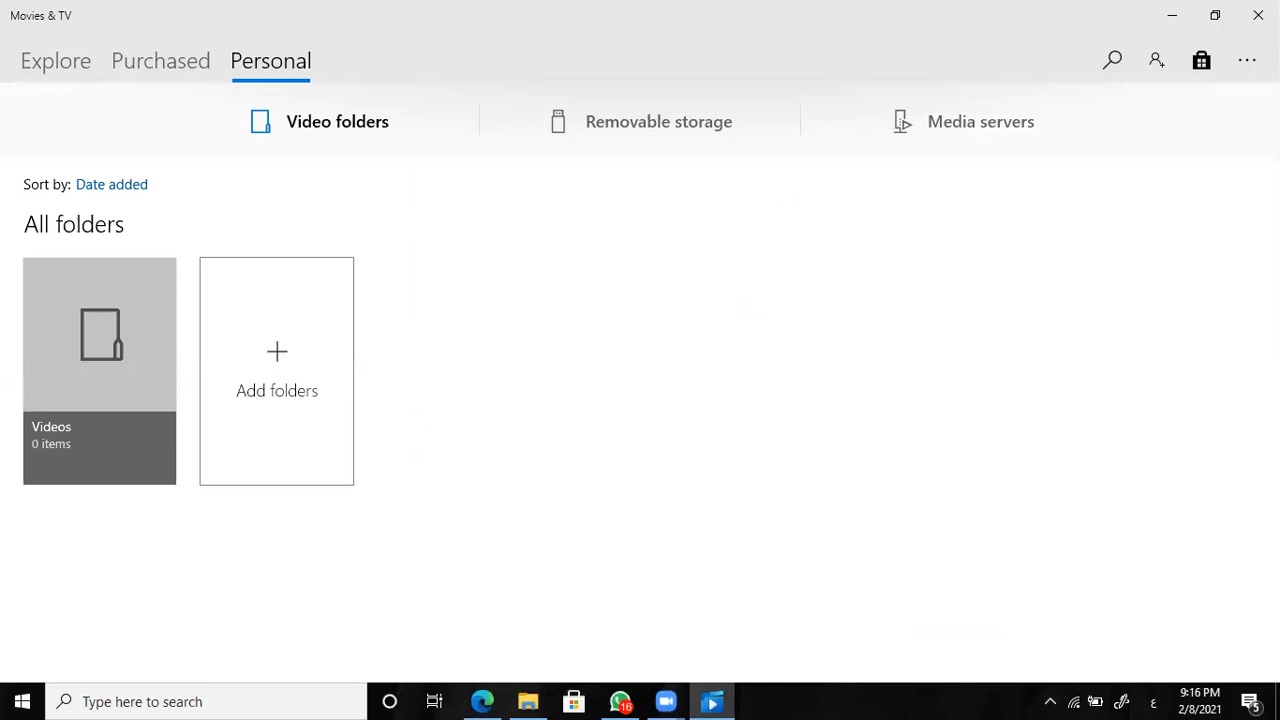 Movies & TV
Explore Purchased Personal
Video folders Removable storage Media servers
Sort by: Date added
All folders
Add folders
Videos
0 items
Type here to search
16
ع
9:16 PM
2/8/2021
5